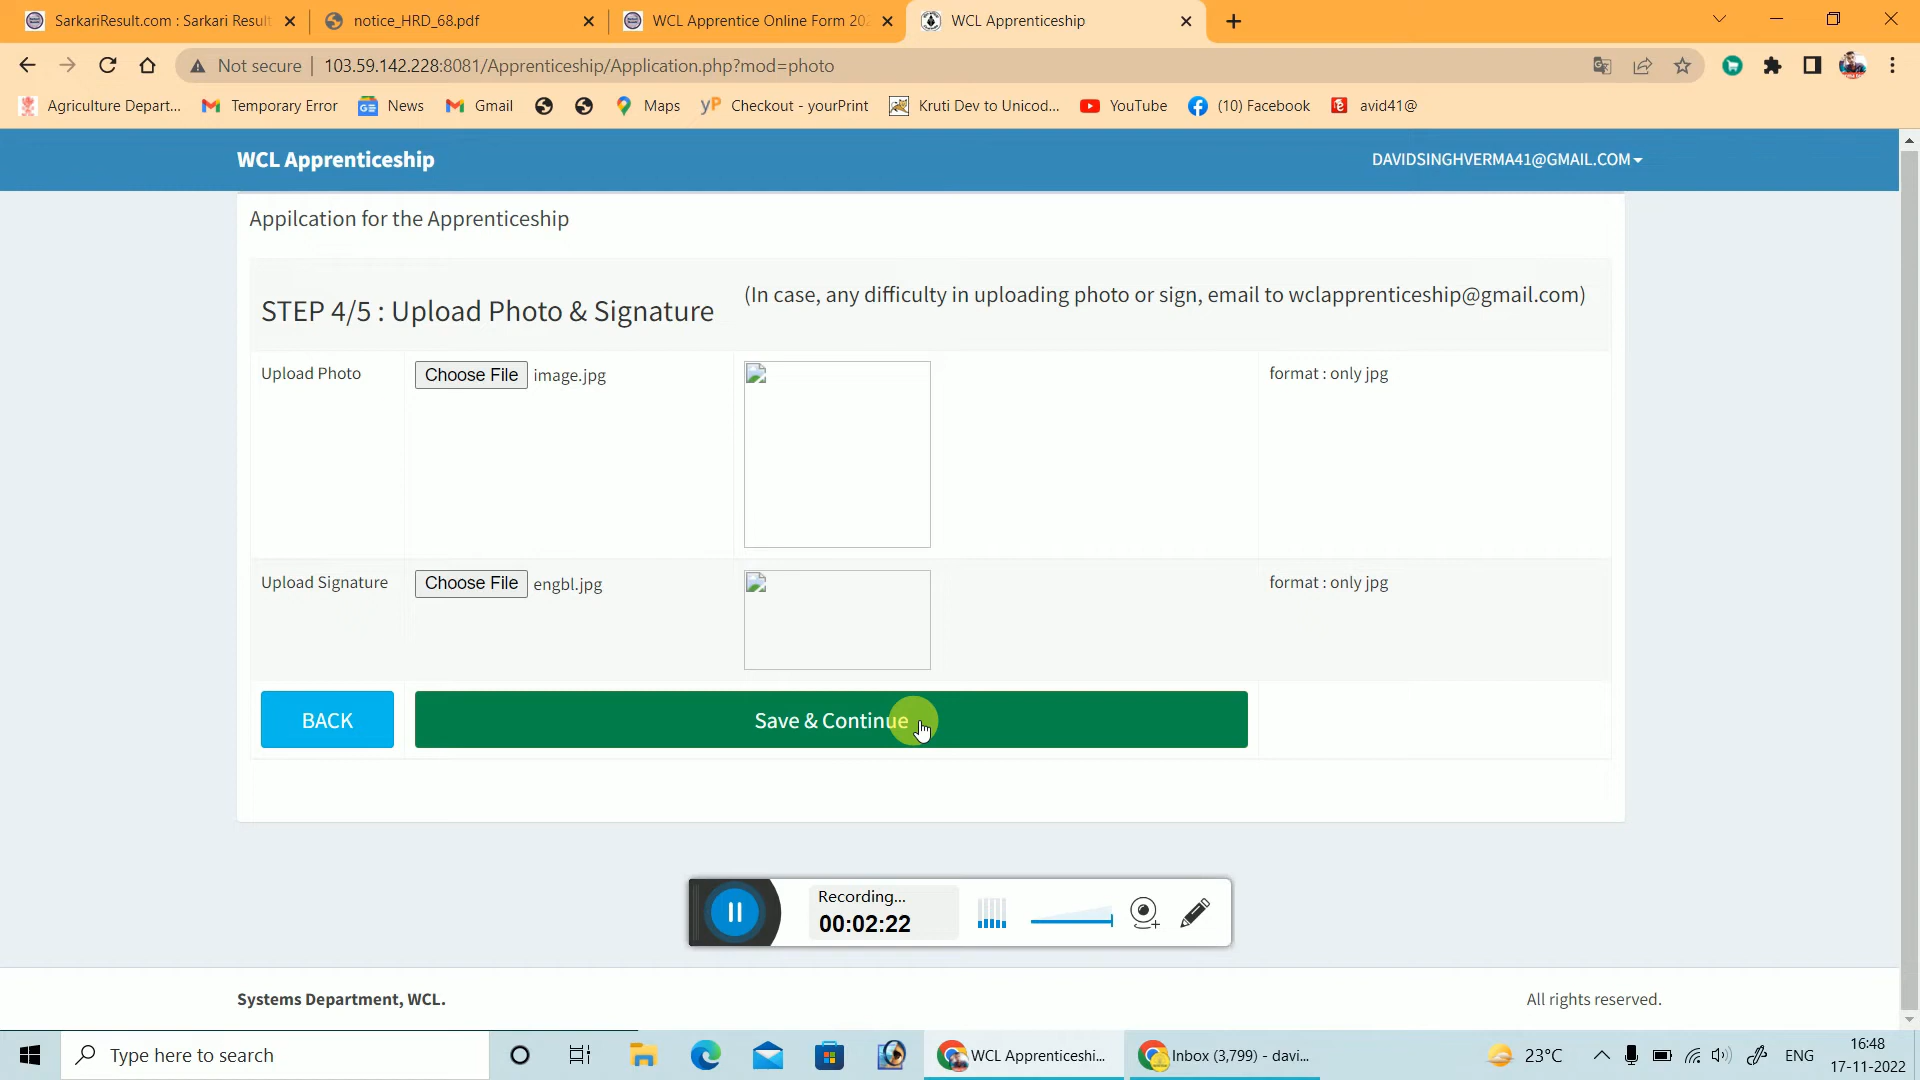 SarkariResult.com : Sarkari Result
notice_HRD_68.pdf
WCL Apprentice Online Form 202
WCL Apprenticeship
Not secure
103.59.142.228:8081/Apprenticeship/Application.php?mod=photo
Agriculture Depart...
Temporary Error
News
Gmail
Maps
yP Checkout - yourPrint
Kruti Dev to Unicod...
YouTube
(10) Facebook
avid41@
WCL Apprenticeship
DAVIDSINGHVERMA41@GMAIL.COM
Appilcation for the Apprenticeship
STEP 4/5 : Upload Photo & Signature
(In case, any difficulty in uploading photo or sign, email to wclapprenticeship@gmail.com)
Upload Photo
Choose File image.jpg
format : only jpg
Upload Signature
Choose File engbl.jpg
format : only jpg
BACK
Save & Continue
Recording...
00:02:22
Systems Department, WCL.
All rights reserved.
Type here to search
WCL Apprenticeshi...
Inbox (3,799) - davi...
23°C
ENG
16:48
17-11-2022